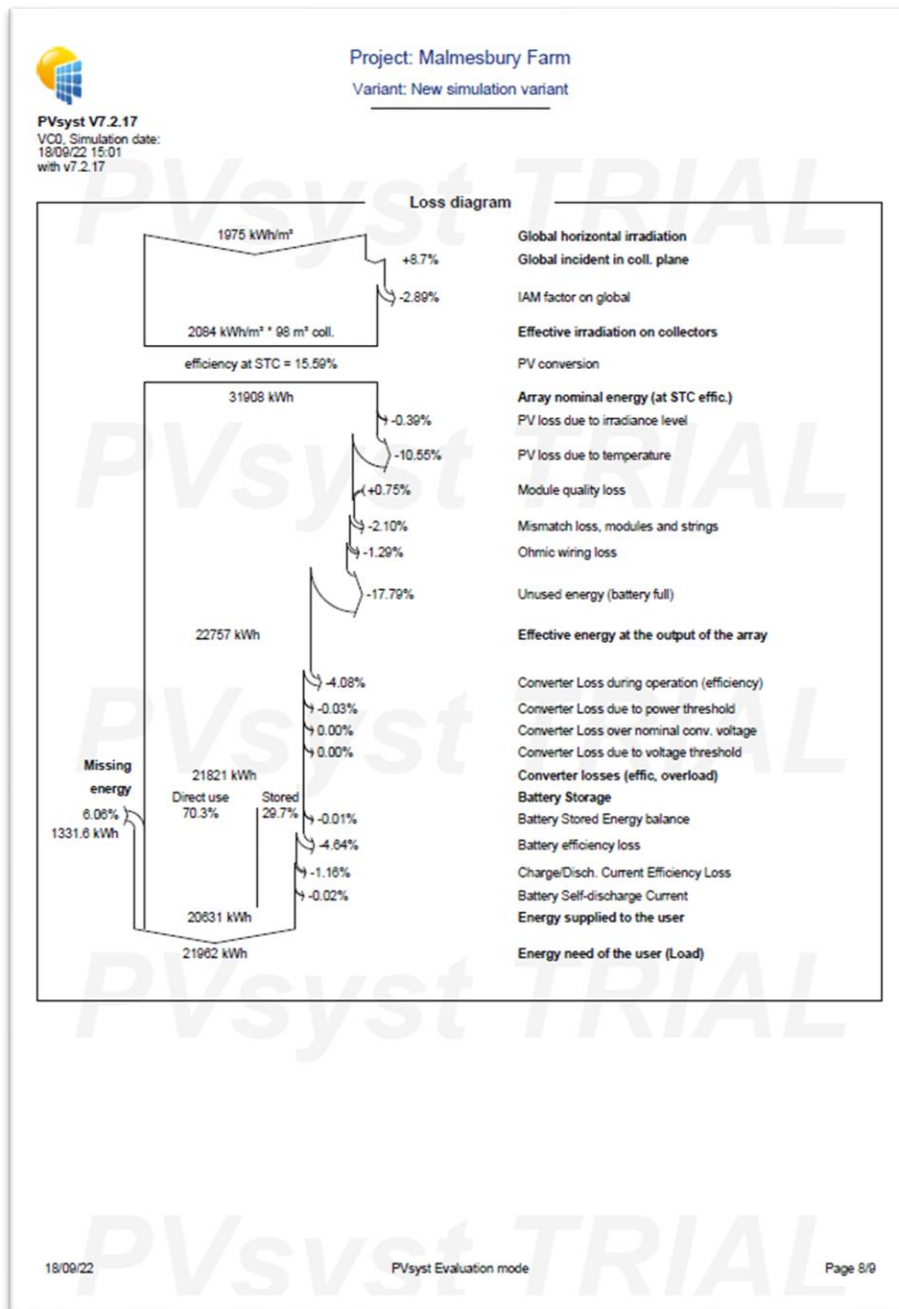 Project: Malmesbury Farm
Variant: New simulation variant
PVsyst V7.2.17
VC0, Simulation date:
18/09/22 15:01
with v7.2.17
PVsyst TRIAL
Loss diagram
1975 kWh/m² Global horizontal irradiation
+8.7% Global incident in coll. plane
-2.89% IAM factor on global
2084 kWh/m² * 98 m² coll. Effective irradiation on collectors
efficiency at STC = 15.59% PV conversion
31908 kWh Array nominal energy (at STC effic.)
-0.39% PV loss due to irradiance level
PVsyst TRIAL
-10.55% PV loss due to temperature
+0.75% Module quality loss
-2.10% Mismatch loss, modules and strings
-1.29% Ohmic wiring loss
-17.79% Unused energy (battery full)
22757 kWh Effective energy at the output of the array
-4.08% Converter Loss during operation (efficiency)
-0.03% Converter Loss due to power threshold
PVsyst TRIAL
0.00% Converter Loss over nominal conv. voltage
0.00% Converter Loss due to voltage threshold
Missing
energy
21821 kWh Converter losses (effic, overload)
Direct use Stored Battery Storage
6.06% 70.3% 29.7% -0.01% Battery Stored Energy balance
1331.6 kWh
-4.64% Battery efficiency loss
-1.16% Charge/Disch. Current Efficiency Loss
-0.02% Battery Self-discharge Current
20631 kWh Energy supplied to the user
21962 kWh Energy need of the user (Load)
PVsyst TRIAL
PVsyst TRIAL
18/09/22 PVsyst Evaluation mode Page 8/9